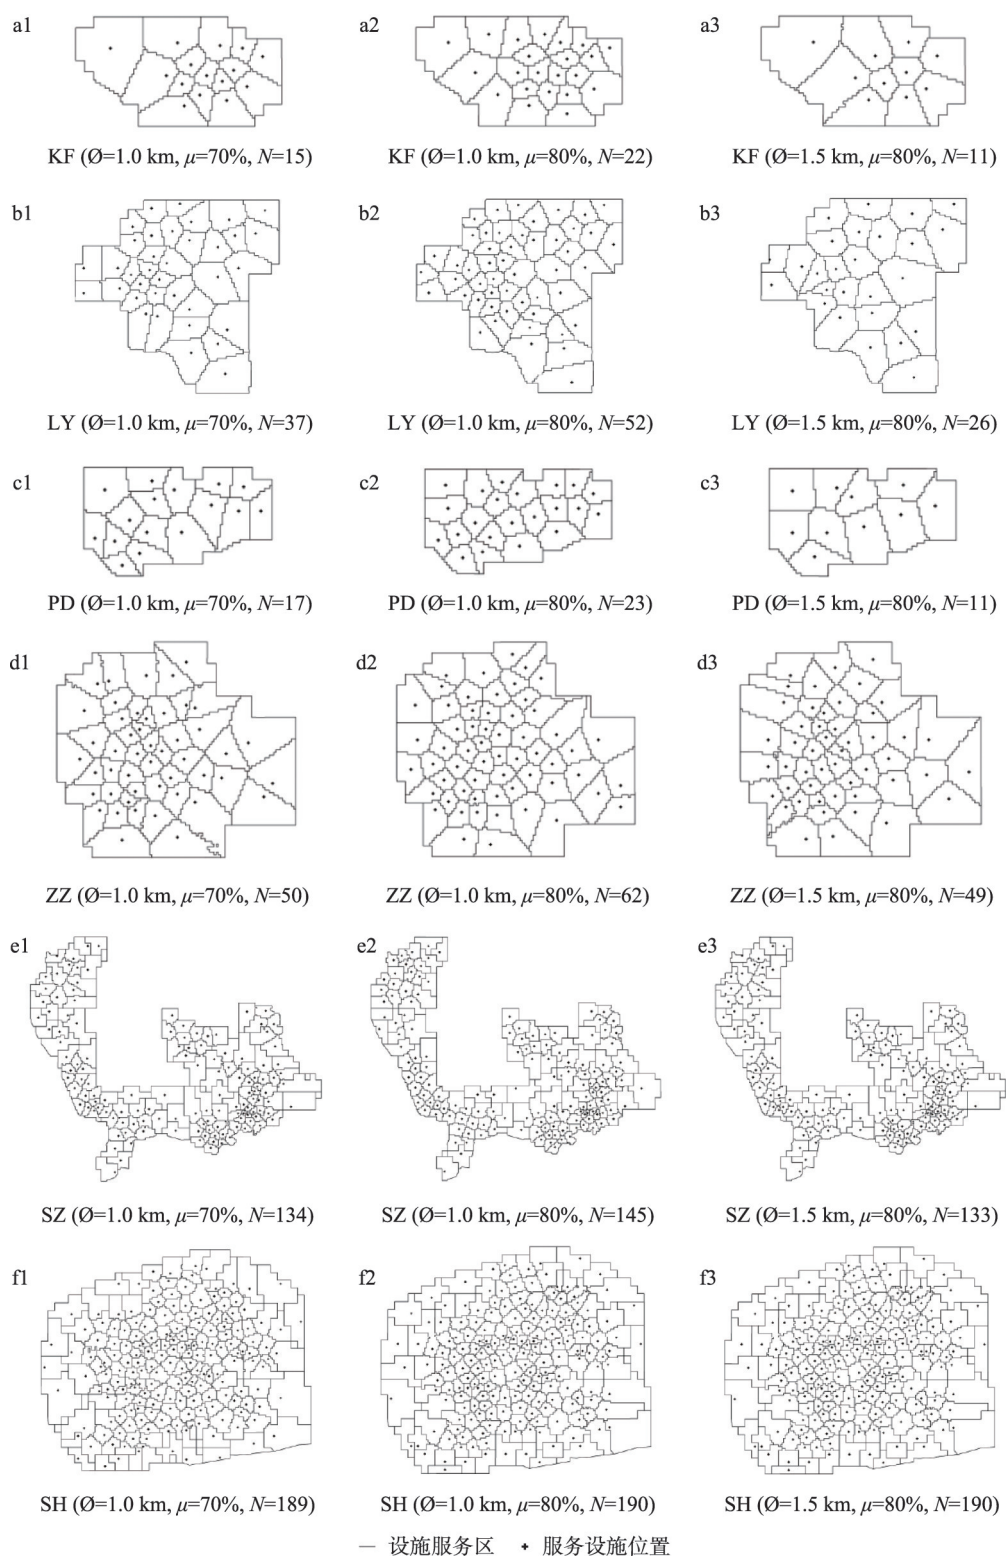 a1 a2 a3
KF (Ø=1.0 km, μ=70%, N=15) KF (Ø=1.0 km, μ=80%, N=22) KF (Ø=1.5 km, μ=80%, N=11)
b1 b2 b3
LY (Ø=1.0 km, μ=70%, N=37) LY (Ø=1.0 km, μ=80%, N=52) LY (Ø=1.5 km, μ=80%, N=26)
c1 c2 c3
PD (Ø=1.0 km, μ=70%, N=17) PD (Ø=1.0 km, μ=80%, N=23) PD (Ø=1.5 km, μ=80%, N=11)
d1 d2 d3
ZZ (Ø=1.0 km, μ=70%, N=50) ZZ (Ø=1.0 km, μ=80%, N=62) ZZ (Ø=1.5 km, μ=80%, N=49)
e1 e2 e3
SZ (Ø=1.0 km, μ=70%, N=134) SZ (Ø=1.0 km, μ=80%, N=145) SZ (Ø=1.5 km, μ=80%, N=133)
f1 f2 f3
SH (Ø=1.0 km, μ=70%, N=189) SH (Ø=1.0 km, μ=80%, N=190) SH (Ø=1.5 km, μ=80%, N=190)
设施服务区 服务设施位置